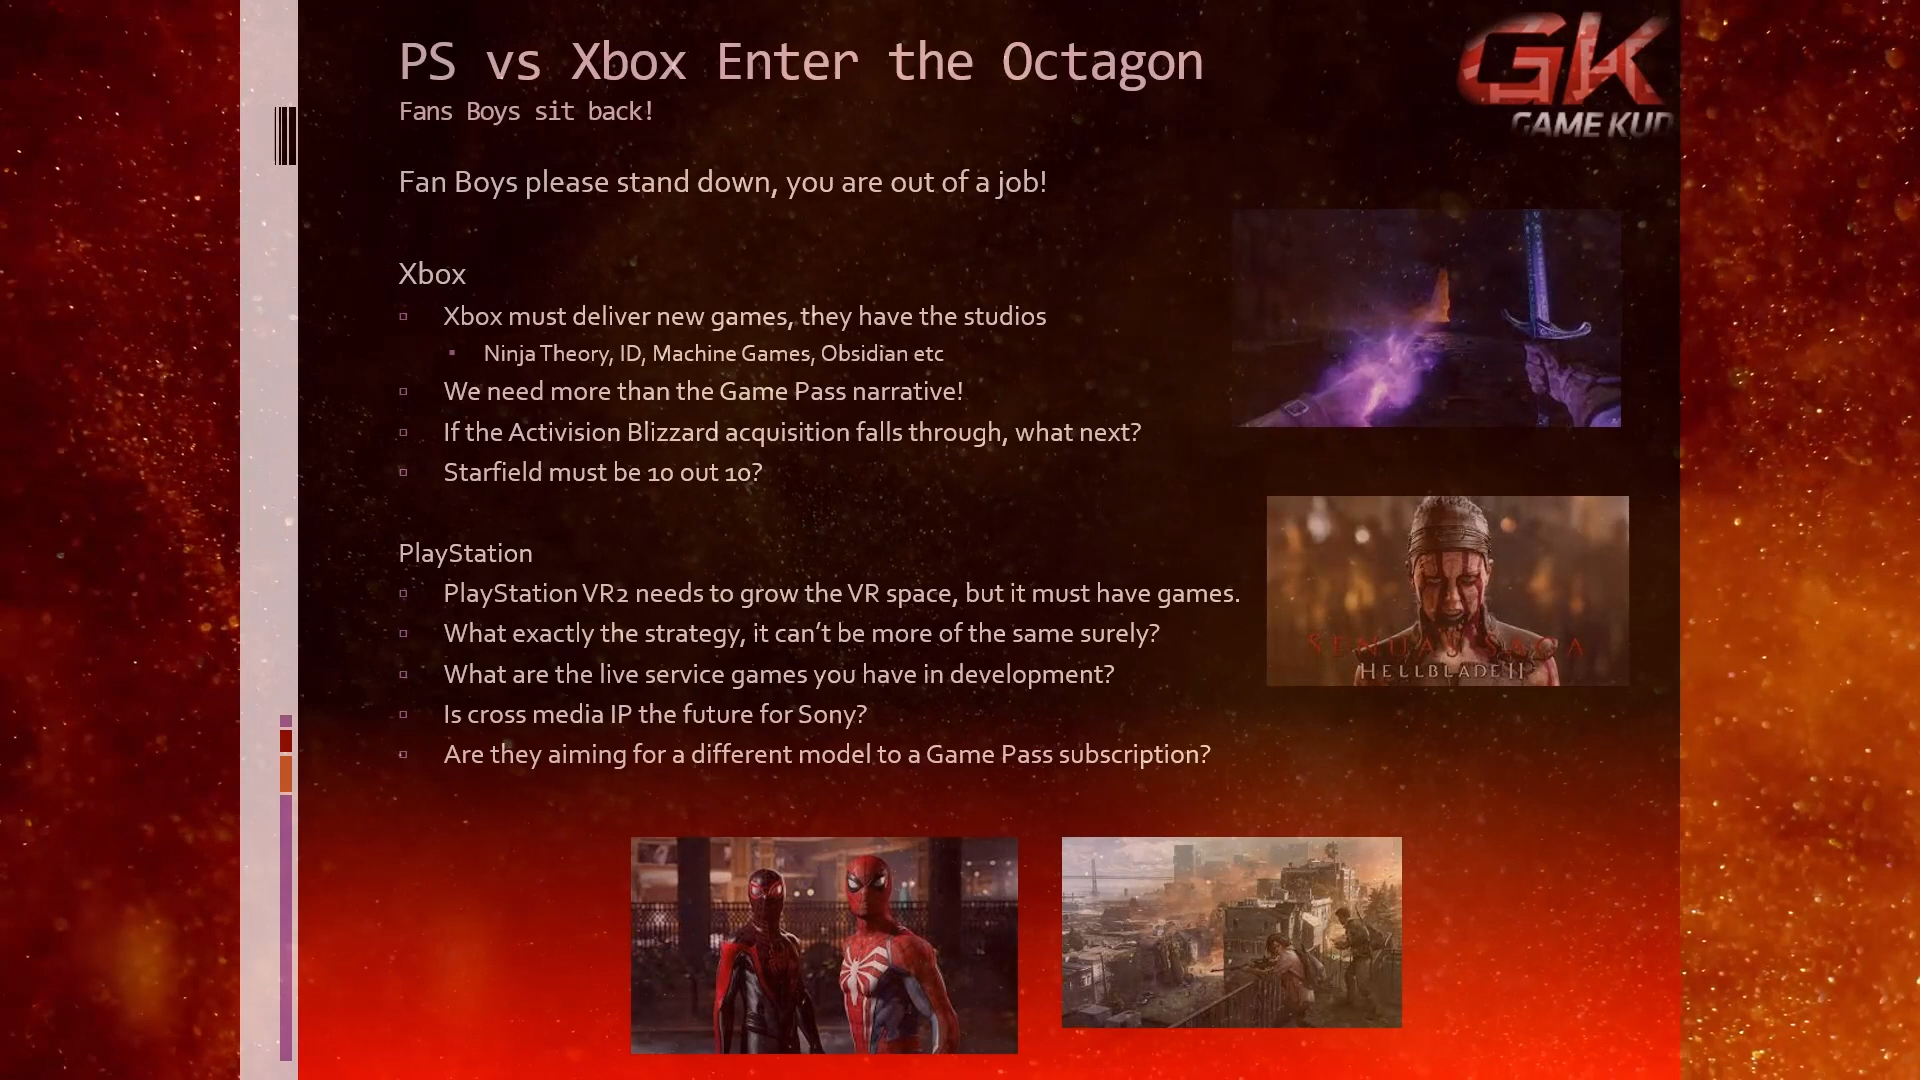 PS vs Xbox Enter the Octagon
Fans Boys sit back!
GK
GAME KUD
Fan Boys please stand down, you are out of a job!
Xbox
Xbox must deliver new games, they have the studios
Ninja Theory, ID, Machine Games, Obsidian etc
We need more than the Game Pass narrative!
If the Activision Blizzard acquisition falls through, what next?
Starfield must be 10 out 10?
PlayStation
PlayStation VR2 needs to grow the VR space, but it must have games.
What exactly the strategy, it can’t be more of the same surely?
What are the live service games you have in development?
Is cross media IP the future for Sony?
Are they aiming for a different model to a Game Pass subscription?
SENUA'S SAGA
HELLBLADE II